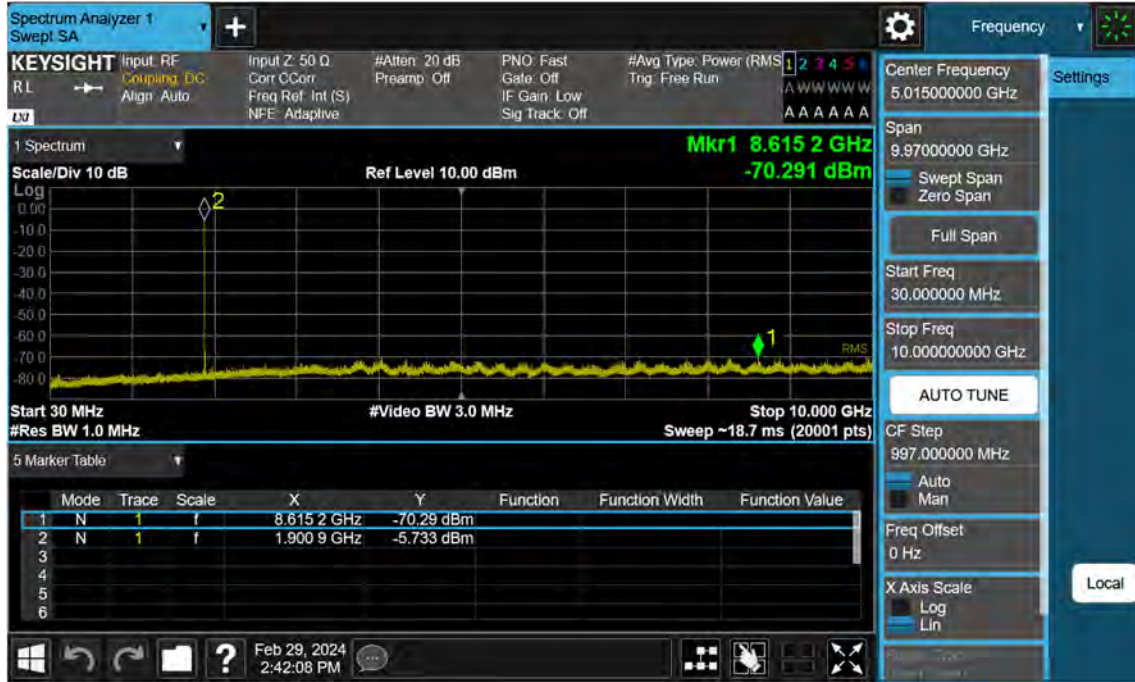 Spectrum Analyzer 1
Swept SA
Frequency
KEYSIGHT
RL
LXI
Input: RF
Coupling: DC
Align: Auto
Input Z: 50 Ω
Corr CCorr
Freq Ref: Int (S)
NFE: Adaptive
#Atten: 20 dB
Preamp: Off
PNO: Fast
Gate: Off
IF Gain: Low
Sig Track: Off
#Avg Type: Power (RMS
Trig: Free Run
1 2 3 4 5 6
A W W W W W
A A A A A A
1 Spectrum
Scale/Div 10 dB
Ref Level 10.00 dBm
Mkr1 8.615 2 GHz
-70.291 dBm
Log
0.00
-10.0
-20.0
-30.0
-40.0
-50.0
-60.0
-70.0
-80.0
2
1
RMS
Start 30 MHz
#Video BW 3.0 MHz
Stop 10.000 GHz
#Res BW 1.0 MHz
Sweep ~18.7 ms (20001 pts)
5 Marker Table
Mode Trace Scale X Y Function Function Width Function Value
1 N 1 f 8.615 2 GHz -70.29 dBm
2 N 1 f 1.900 9 GHz -5.733 dBm
3
4
5
6
?
Feb 29, 2024
2:42:08 PM
Center Frequency
5.015000000 GHz
Settings
Span
9.97000000 GHz
Swept Span
Zero Span
Full Span
Start Freq
30.000000 MHz
Stop Freq
10.000000000 GHz
AUTO TUNE
CF Step
997.000000 MHz
Auto
Man
Freq Offset
0 Hz
X Axis Scale
Log
Lin
Local